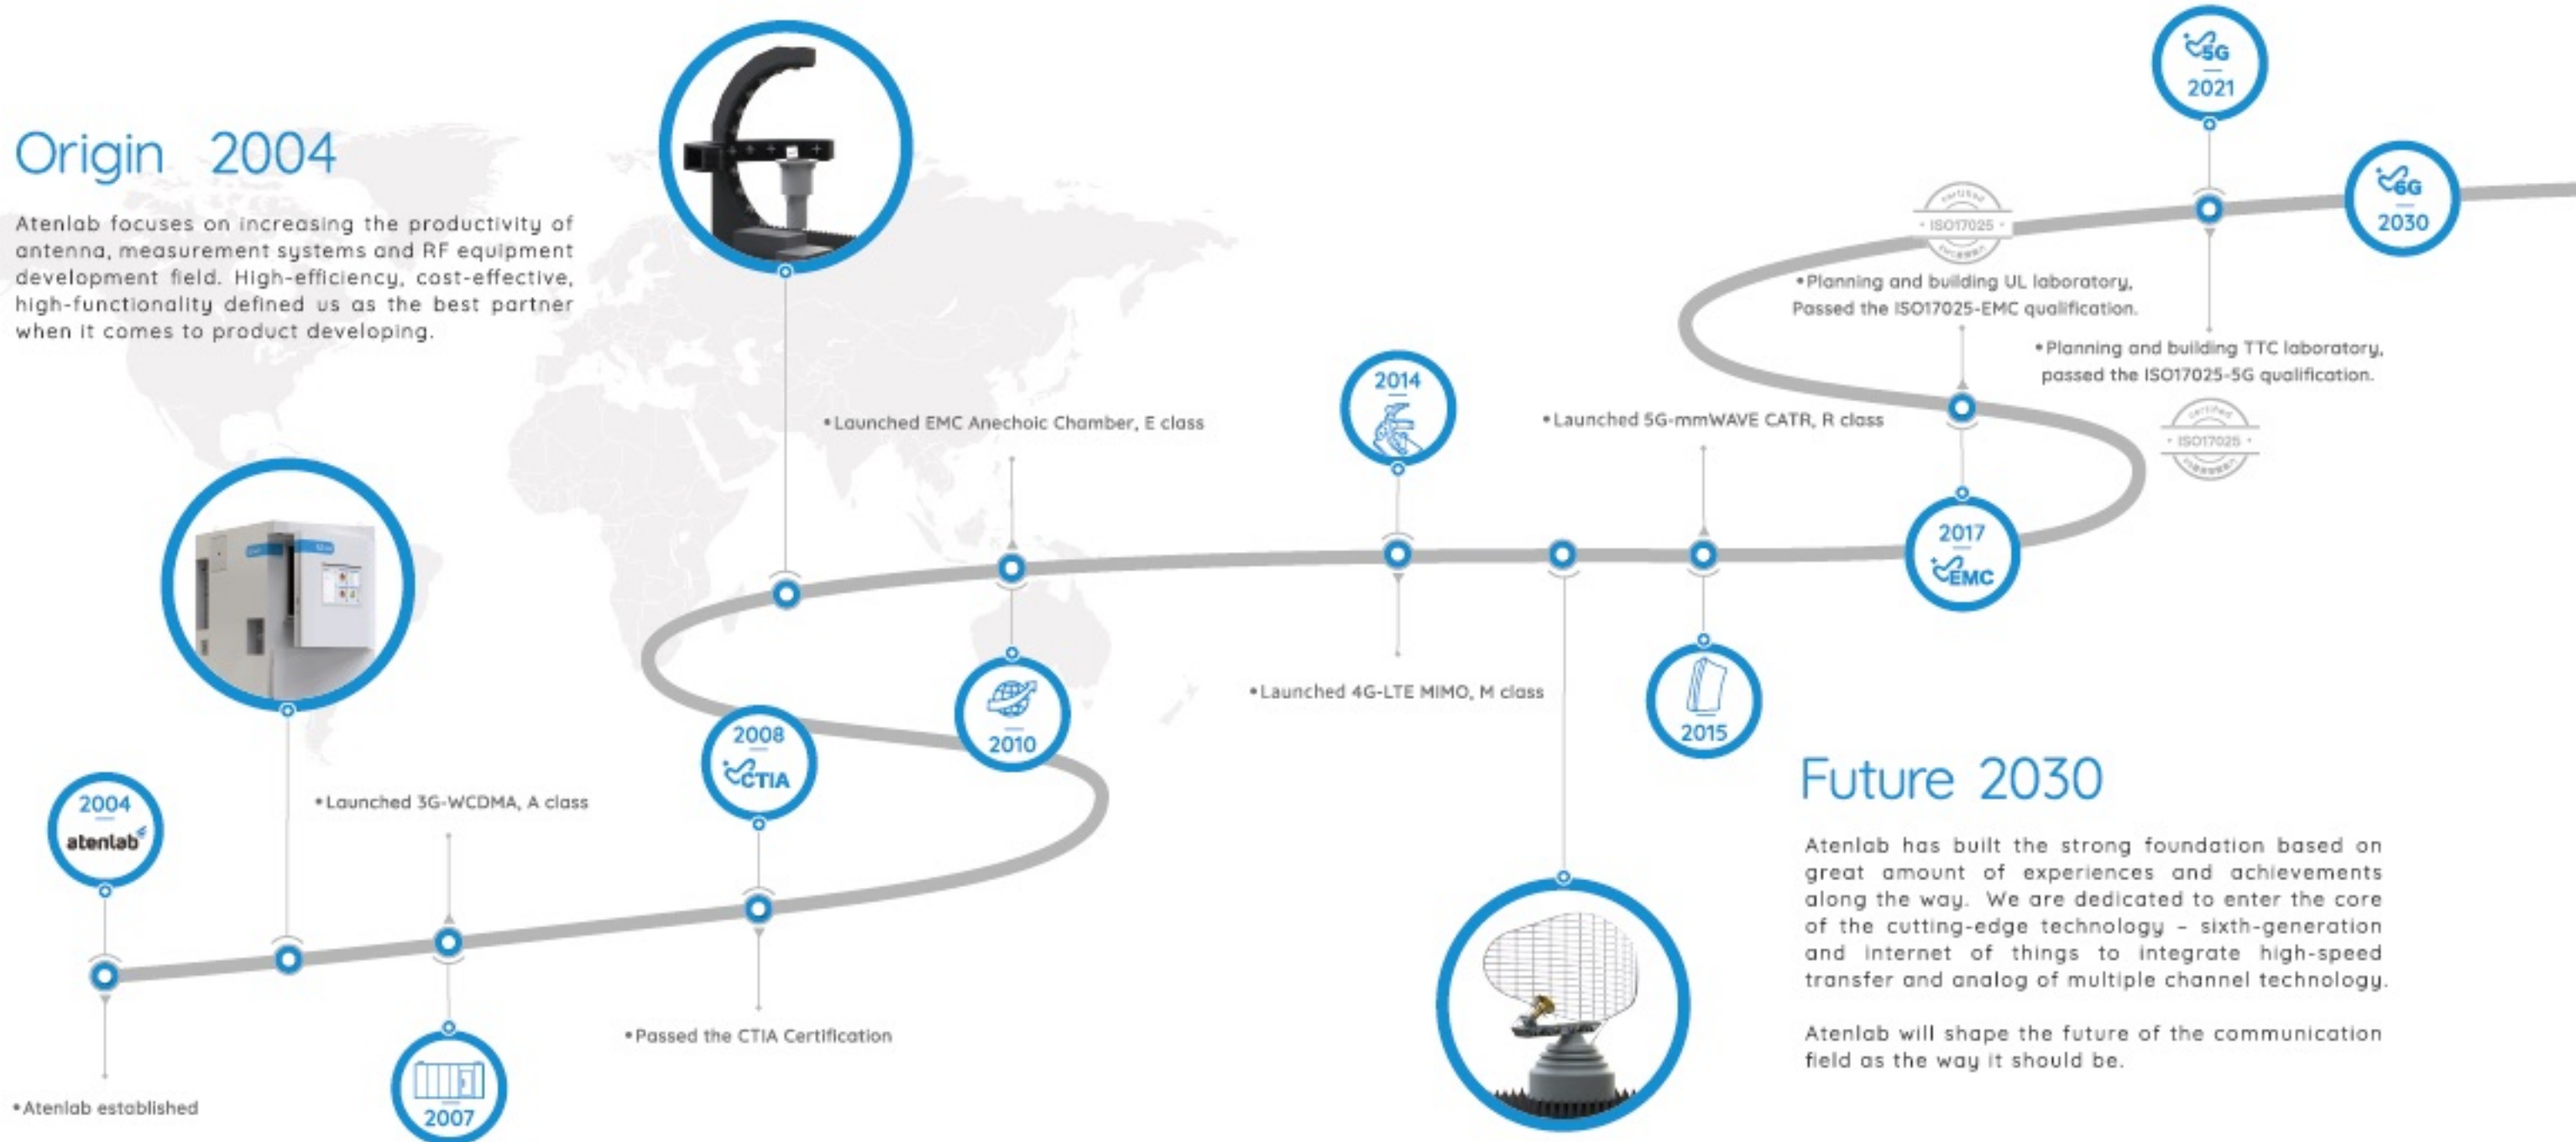 Origin 2004
Atenlab focuses on increasing the productivity of
antenna, measurement systems and RF equipment
development field. High-efficiency, cost-effective,
high-functionality defined us as the best partner
when it comes to product developing.
2004
atenlab
•Atenlab established
•Launched 3G-WCDMA, A class
2007
2008
CTIA
•Passed the CTIA Certification
•Launched EMC Anechoic Chamber, E class
2010
2014
•Launched 4G-LTE MIMO, M class
•Launched 5G-mmWAVE CATR, R class
2015
2017
EMC
certified
• ISO17025 •
•Planning and building UL laboratory,
Passed the ISO17025-EMC qualification.
5G
2021
•Planning and building TTC laboratory,
passed the ISO17025-5G qualification.
certified
• ISO17025 •
6G
2030
Future 2030
Atenlab has built the strong foundation based on
great amount of experiences and achievements
along the way. We are dedicated to enter the core
of the cutting-edge technology – sixth-generation
and internet of things to integrate high-speed
transfer and analog of multiple channel technology.
Atenlab will shape the future of the communication
field as the way it should be.